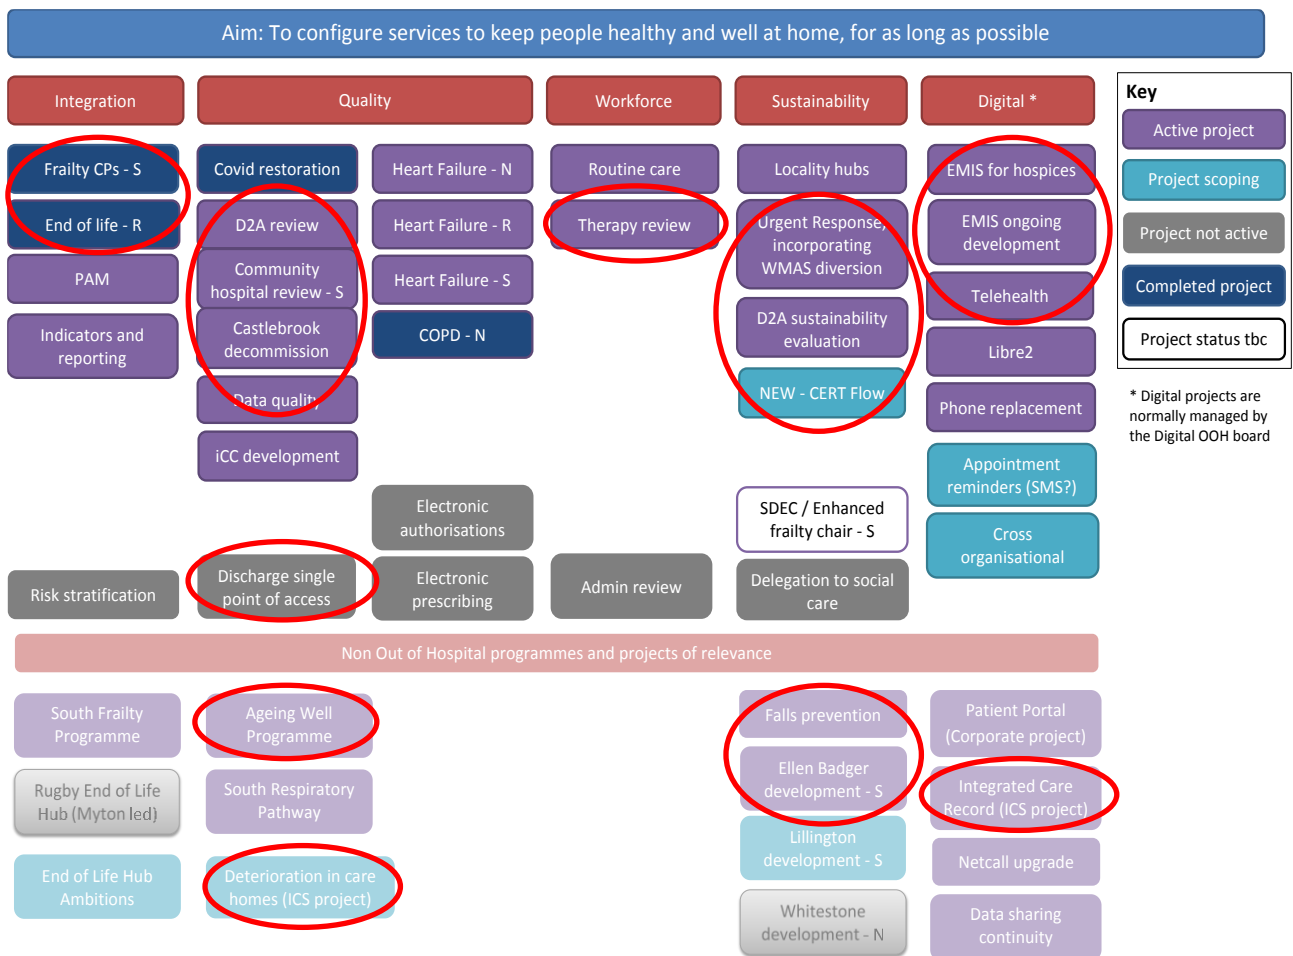 Aim: To configure services to keep people healthy and well at home, for as long as possible
Integration
Quality
Workforce
Sustainability
Digital *
Frailty CPs - S
End of life - R
PAM
Indicators and
reporting
Covid restoration
D2A review
Community
hospital review - S
Castlebrook
decommission
Data quality
iCC development
Heart Failure - N
Heart Failure - R
Heart Failure - S
COPD - N
Routine care
Therapy review
Locality hubs
Urgent Response,
incorporating
WMAS diversion
D2A sustainability
evaluation
NEW - CERT Flow
EMIS for hospices
EMIS ongoing
development
Telehealth
Libre2
Phone replacement
Appointment
reminders (SMS?)
Cross
organisational
Key
Active project
Project scoping
Project not active
Completed project
Project status tbc
* Digital projects are
normally managed by
the Digital OOH board
Risk stratification
Discharge single
point of access
Electronic
authorisations
Electronic
prescribing
Admin review
SDEC / Enhanced
frailty chair - S
Delegation to social
care
Non Out of Hospital programmes and projects of relevance
South Frailty
Programme
Rugby End of Life
Hub (Myton led)
End of Life Hub
Ambitions
Ageing Well
Programme
South Respiratory
Pathway
Deterioration in care
homes (ICS project)
Falls prevention
Ellen Badger
development - S
Lillington
development - S
Whitestone
development - N
Patient Portal
(Corporate project)
Integrated Care
Record (ICS project)
Netcall upgrade
Data sharing
continuity